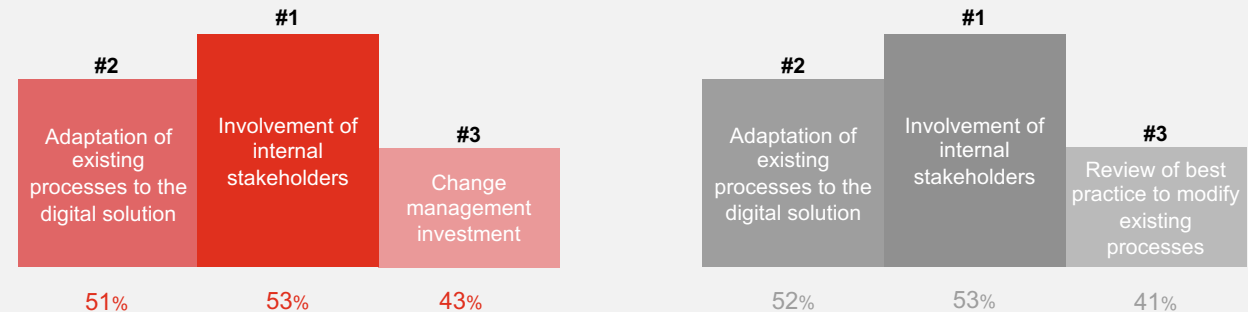 #1
#2
Adaptation of
existing
processes to the
digital solution
Involvement of
internal
stakeholders
#3
Change
management
investment
51%
53%
43%
#1
#2
Adaptation of
existing
processes to the
digital solution
Involvement of
internal
stakeholders
#3
Review of best
practice to modify
existing
processes
52%
53%
41%